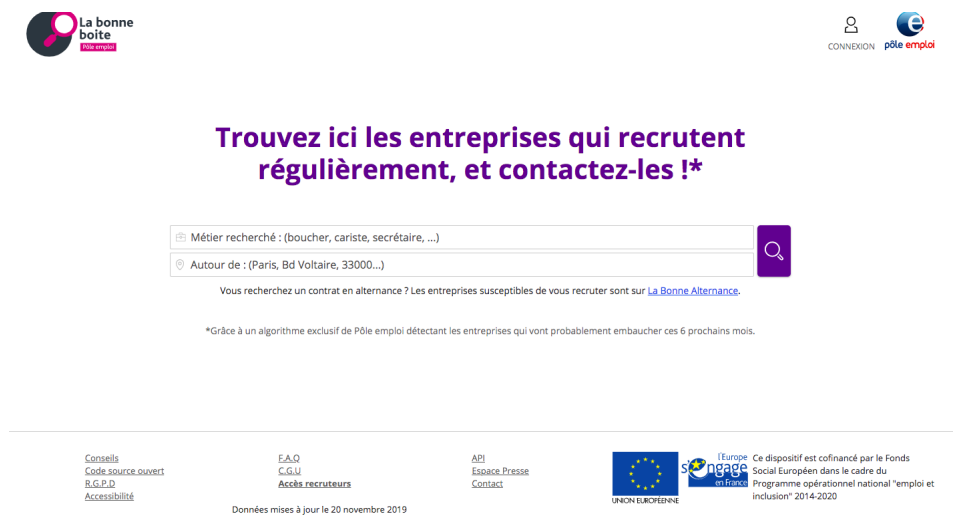 La bonne
boite
Pôle emploi
CONNEXION
pôle emploi
Trouvez ici les entreprises qui recrutent
régulièrement, et contactez-les !*
Métier recherché : (boucher, cariste, secrétaire, ...)
Autour de : (Paris, Bd Voltaire, 33000...)
Vous recherchez un contrat en alternance ? Les entreprises susceptibles de vous recruter sont sur La Bonne Alternance.
*Grâce à un algorithme exclusif de Pôle emploi détectant les entreprises qui vont probablement embaucher ces 6 prochains mois.
Conseils
Code source ouvert
R.G.P.D
Accessibilité
F.A.Q
C.G.U
Accès recruteurs
API
Espace Presse
Contact
UNION EUROPÉENNE
l'Europe
s'engage
en France
Ce dispositif est cofinancé par le Fonds
Social Européen dans le cadre du
Programme opérationnel national "emploi et
inclusion" 2014-2020
Données mises à jour le 20 novembre 2019